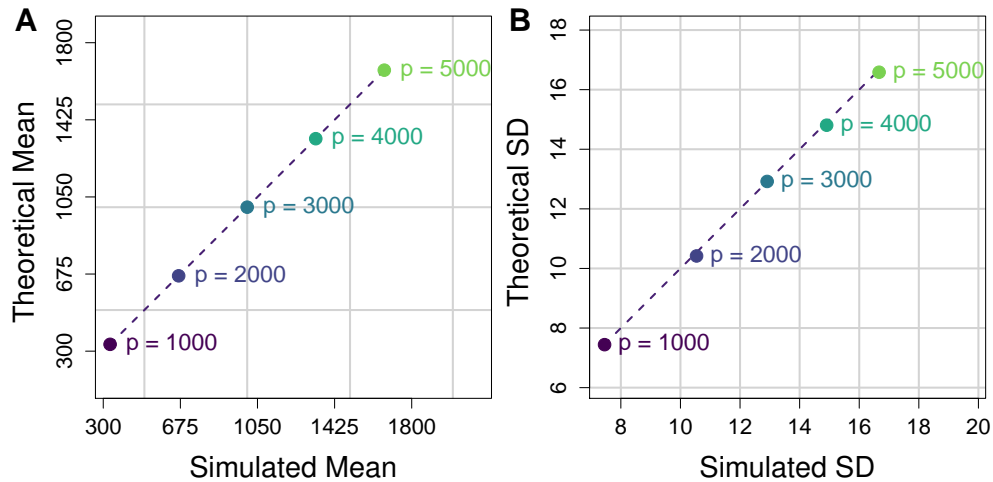 A
Theoretical Mean
1800
1425
1050
675
300
p = 5000
p = 4000
p = 3000
p = 2000
p = 1000
300 675 1050 1425 1800
Simulated Mean
B
Theoretical SD
18
16
14
12
10
8
6
p = 5000
p = 4000
p = 3000
p = 2000
p = 1000
8 10 12 14 16 18 20
Simulated SD